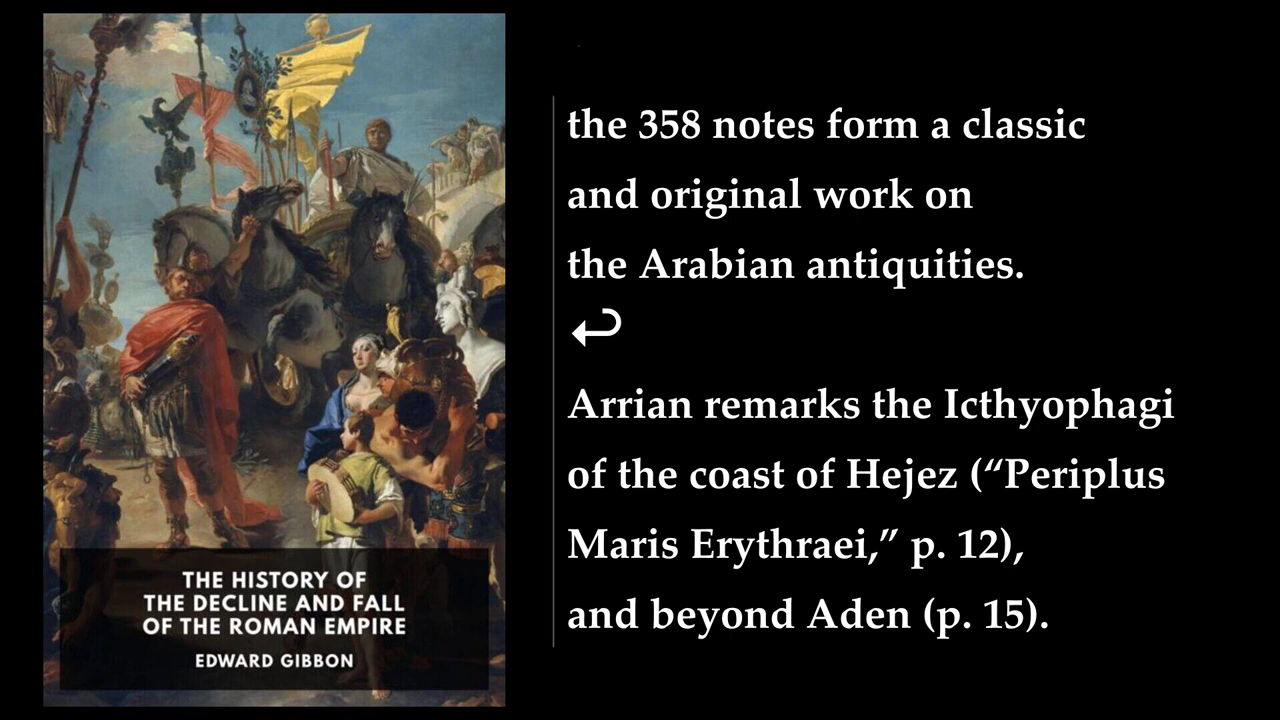 THE HISTORY OF
THE DECLINE AND FALL
OF THE ROMAN EMPIRE
EDWARD GIBBON
the 358 notes form a classic
and original work on
the Arabian antiquities.
↩
Arrian remarks the Icthyophagi
of the coast of Hejez (“Periplus
Maris Erythraei,” p. 12),
and beyond Aden (p. 15).